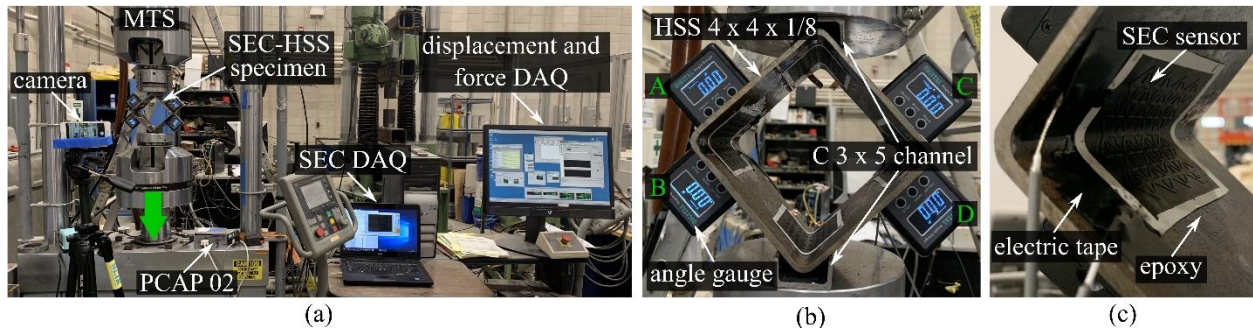 MTS
SEC-HSS
specimen
camera
displacement and
force DAQ
SEC DAQ
PCAP 02
CAUTION
(a)
HSS 4 x 4 x 1/8
A
C
B
D
C 3 x 5 channel
angle gauge
(b)
SEC sensor
electric tape
epoxy
(c)